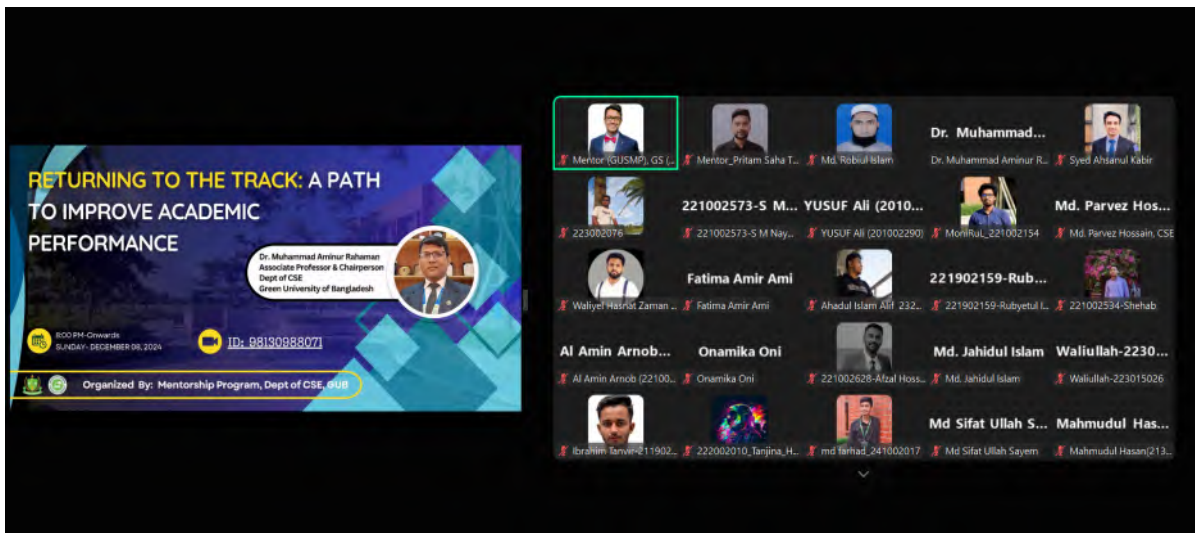 RETURNING TO THE TRACK: A PATH
TO IMPROVE ACADEMIC
PERFORMANCE
Dr. Muhammad Aminur Rahaman
Associate Professor & Chairperson
Dept of CSE
Green University of Bangladesh
8:00 PM-Onwards
SUNDAY- DECEMBER 08, 2024
ID: 98130988071
Organized By: Mentorship Program, Dept of CSE, GUB
Mentor (GUSMP), GS (...
Mentor_Pritam Saha T...
Md. Robiul Islam
Dr. Muhammad...
Dr. Muhammad Aminur R...
Syed Ahsanul Kabir
223002076
221002573-S M...
221002573-S M Nay...
YUSUF Ali (2010...
YUSUF Ali (201002290)
MoniRuL_221002154
Md. Parvez Hos...
Md. Parvez Hossain, CSE
Waliyel Hasnat Zaman ...
Fatima Amir Ami
Fatima Amir Ami
Ahadul Islam Alif 232...
221902159-Rub...
221902159-Rubyetul I...
221002534-Shehab
Al Amin Arnob...
Al Amin Arnob (22100...
Onamika Oni
Onamika Oni
221002628-Afzal Hoss...
Md. Jahidul Islam
Md. Jahidul Islam
Waliullah-2230...
Waliullah-223015026
Ibrahim Tanvir-211902...
222002010_Tanjina_H...
md farhad_241002017
Md Sifat Ullah S...
Md Sifat Ullah Sayem
Mahmudul Has...
Mahmudul Hasan(213...